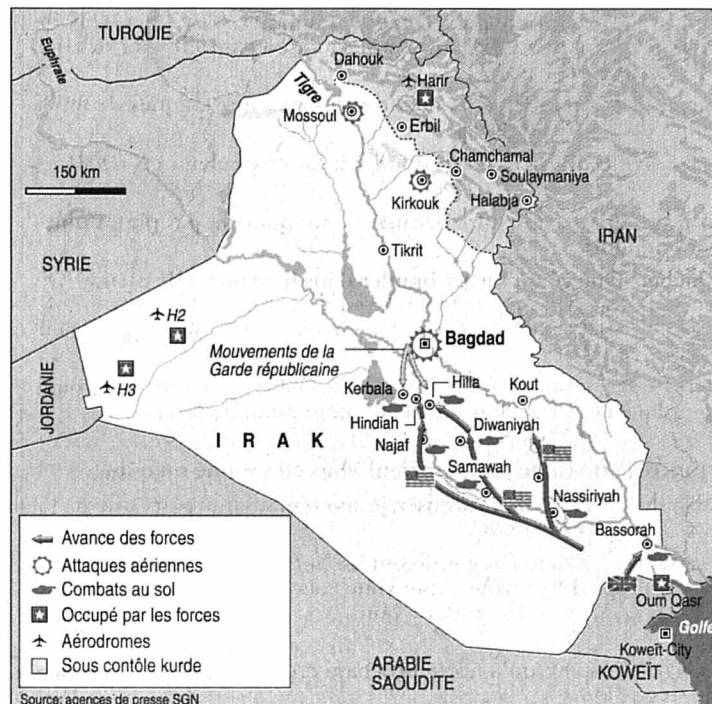 TURQUIE
Euphrate
Dahouk
Harir
Tigre
Mossoul
Erbil
150 km
Chamchamal
Soulaymaniya
Kirkouk
Halabja
IRAN
Tikrit
SYRIE
H2
Bagdad
Mouvements de la
Garde républicaine
JORDANIE
H3
Kerbala
Hilla
Kout
Hindiah
Diwaniyah
IRAK
Najaf
Samawah
Nassiriyah
Bassorah
Avance des forces
Attaques aériennes
Combats au sol
Occupé par les forces
Aérodromes
Sous contôle kurde
Oum Qasr
Golfe
Koweït-City
ARABIE
SAOUDITE
KOWEÏT
Source: agences de presse SGN